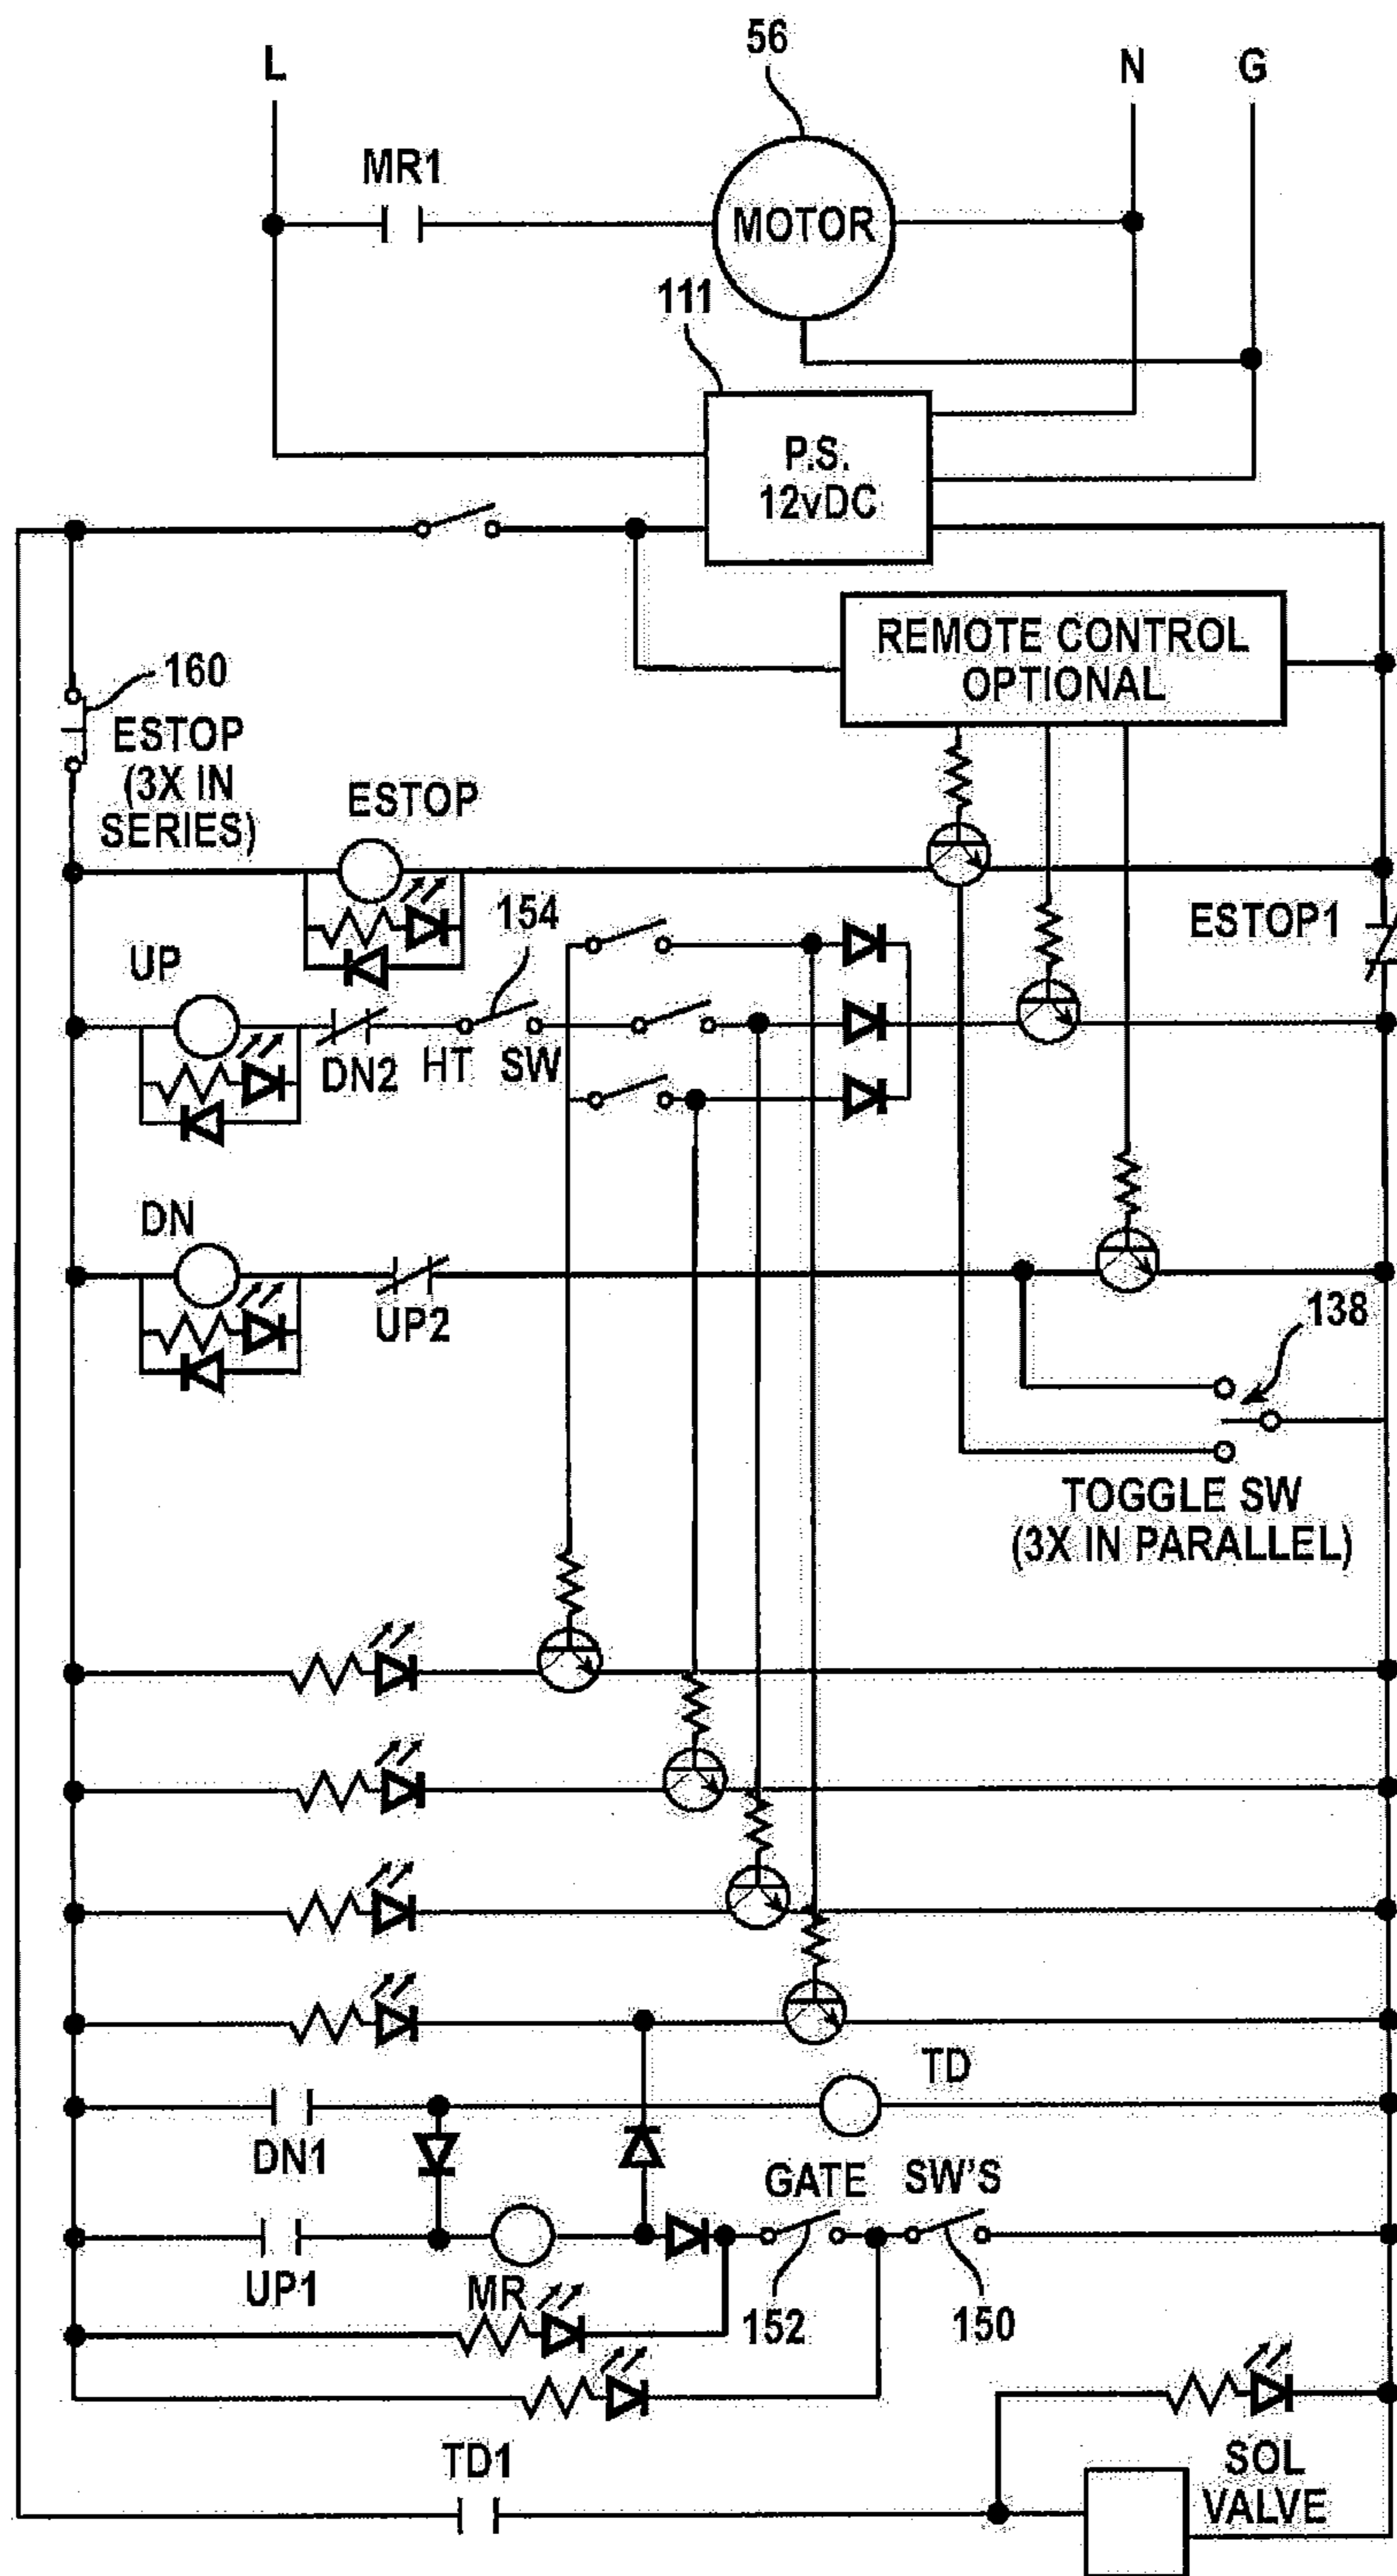 56
L
N
G
MR1
MOTOR
111
P.S.
12vDC
REMOTE CONTROL
OPTIONAL
160
ESTOP
(3X IN
SERIES)
ESTOP
154
ESTOP1
UP
DN2
HT
SW
DN
UP2
138
TOGGLE SW
(3X IN PARALLEL)
TD
DN1
GATE
SW'S
UP1
MR
152
150
TD1
SOL
VALVE